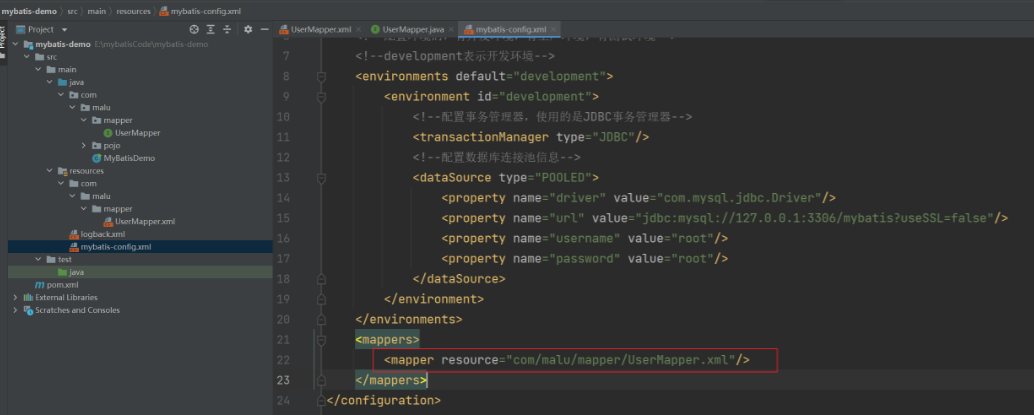 mybatis-demo > src > main > resources > mybatis-config.xml
Project
Project
UserMapper.xml × UserMapper.java × mybatis-config.xml ×
mybatis-demo E:\mybatisCode\mybatis-demo
src
main
java
com
malu
mapper
UserMapper
pojo
MyBatisDemo
resources
com
malu
mapper
UserMapper.xml
logback.xml
mybatis-config.xml
test
java
pom.xml
External Libraries
Scratches and Consoles
7 <!--development表示开发环境-->
8 <environments default="development">
9 <environment id="development">
10 <!--配置事务管理器，使用的是JDBC事务管理器-->
11 <transactionManager type="JDBC"/>
12 <!--配置数据库连接池信息-->
13 <dataSource type="POOLED">
14 <property name="driver" value="com.mysql.jdbc.Driver"/>
15 <property name="url" value="jdbc:mysql://127.0.0.1:3306/mybatis?useSSL=false"/>
16 <property name="username" value="root"/>
17 <property name="password" value="root"/>
18 </dataSource>
19 </environment>
20 </environments>
21 <mappers>
22 <mapper resource="com/malu/mapper/UserMapper.xml"/>
23 </mappers>
24 </configuration>